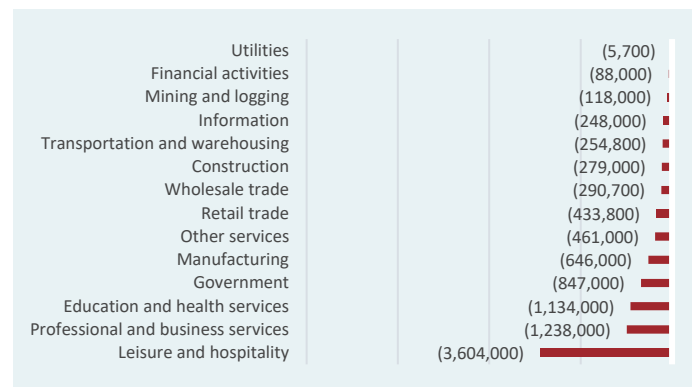 Utilities (5,700)
Financial activities (88,000)
Mining and logging (118,000)
Information (248,000)
Transportation and warehousing (254,800)
Construction (279,000)
Wholesale trade (290,700)
Retail trade (433,800)
Other services (461,000)
Manufacturing (646,000)
Government (847,000)
Education and health services (1,134,000)
Professional and business services (1,238,000)
Leisure and hospitality (3,604,000)